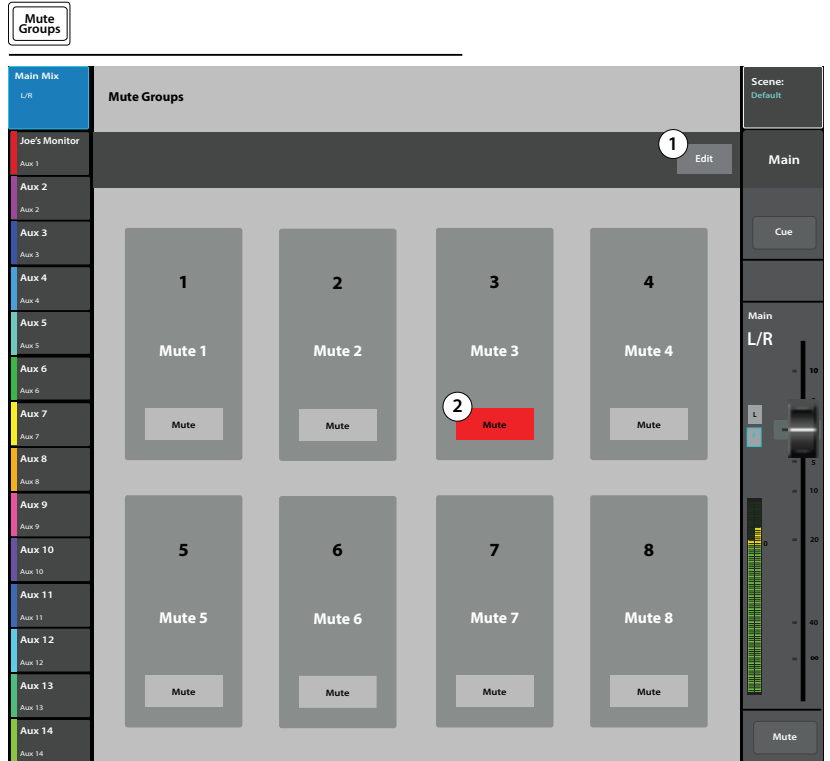 Mute
Groups
Main Mix
L/R
Joe's Monitor
Aux 1
Aux 2
Aux 2
Aux 3
Aux 3
Aux 4
Aux 4
Aux 5
Aux 5
Aux 6
Aux 6
Aux 7
Aux 7
Aux 8
Aux 8
Aux 9
Aux 9
Aux 10
Aux 10
Aux 11
Aux 11
Aux 12
Aux 12
Aux 13
Aux 13
Aux 14
Aux 14
Mute Groups
1
Edit
1
Mute 1
Mute
2
Mute 2
Mute
3
Mute 3
2
Mute
4
Mute 4
Mute
5
Mute 5
Mute
6
Mute 6
Mute
7
Mute 7
Mute
8
Mute 8
Mute
Scene:
Default
Main
Cue
Main
L/R
10
L
5
10
0
20
40
∞
Mute